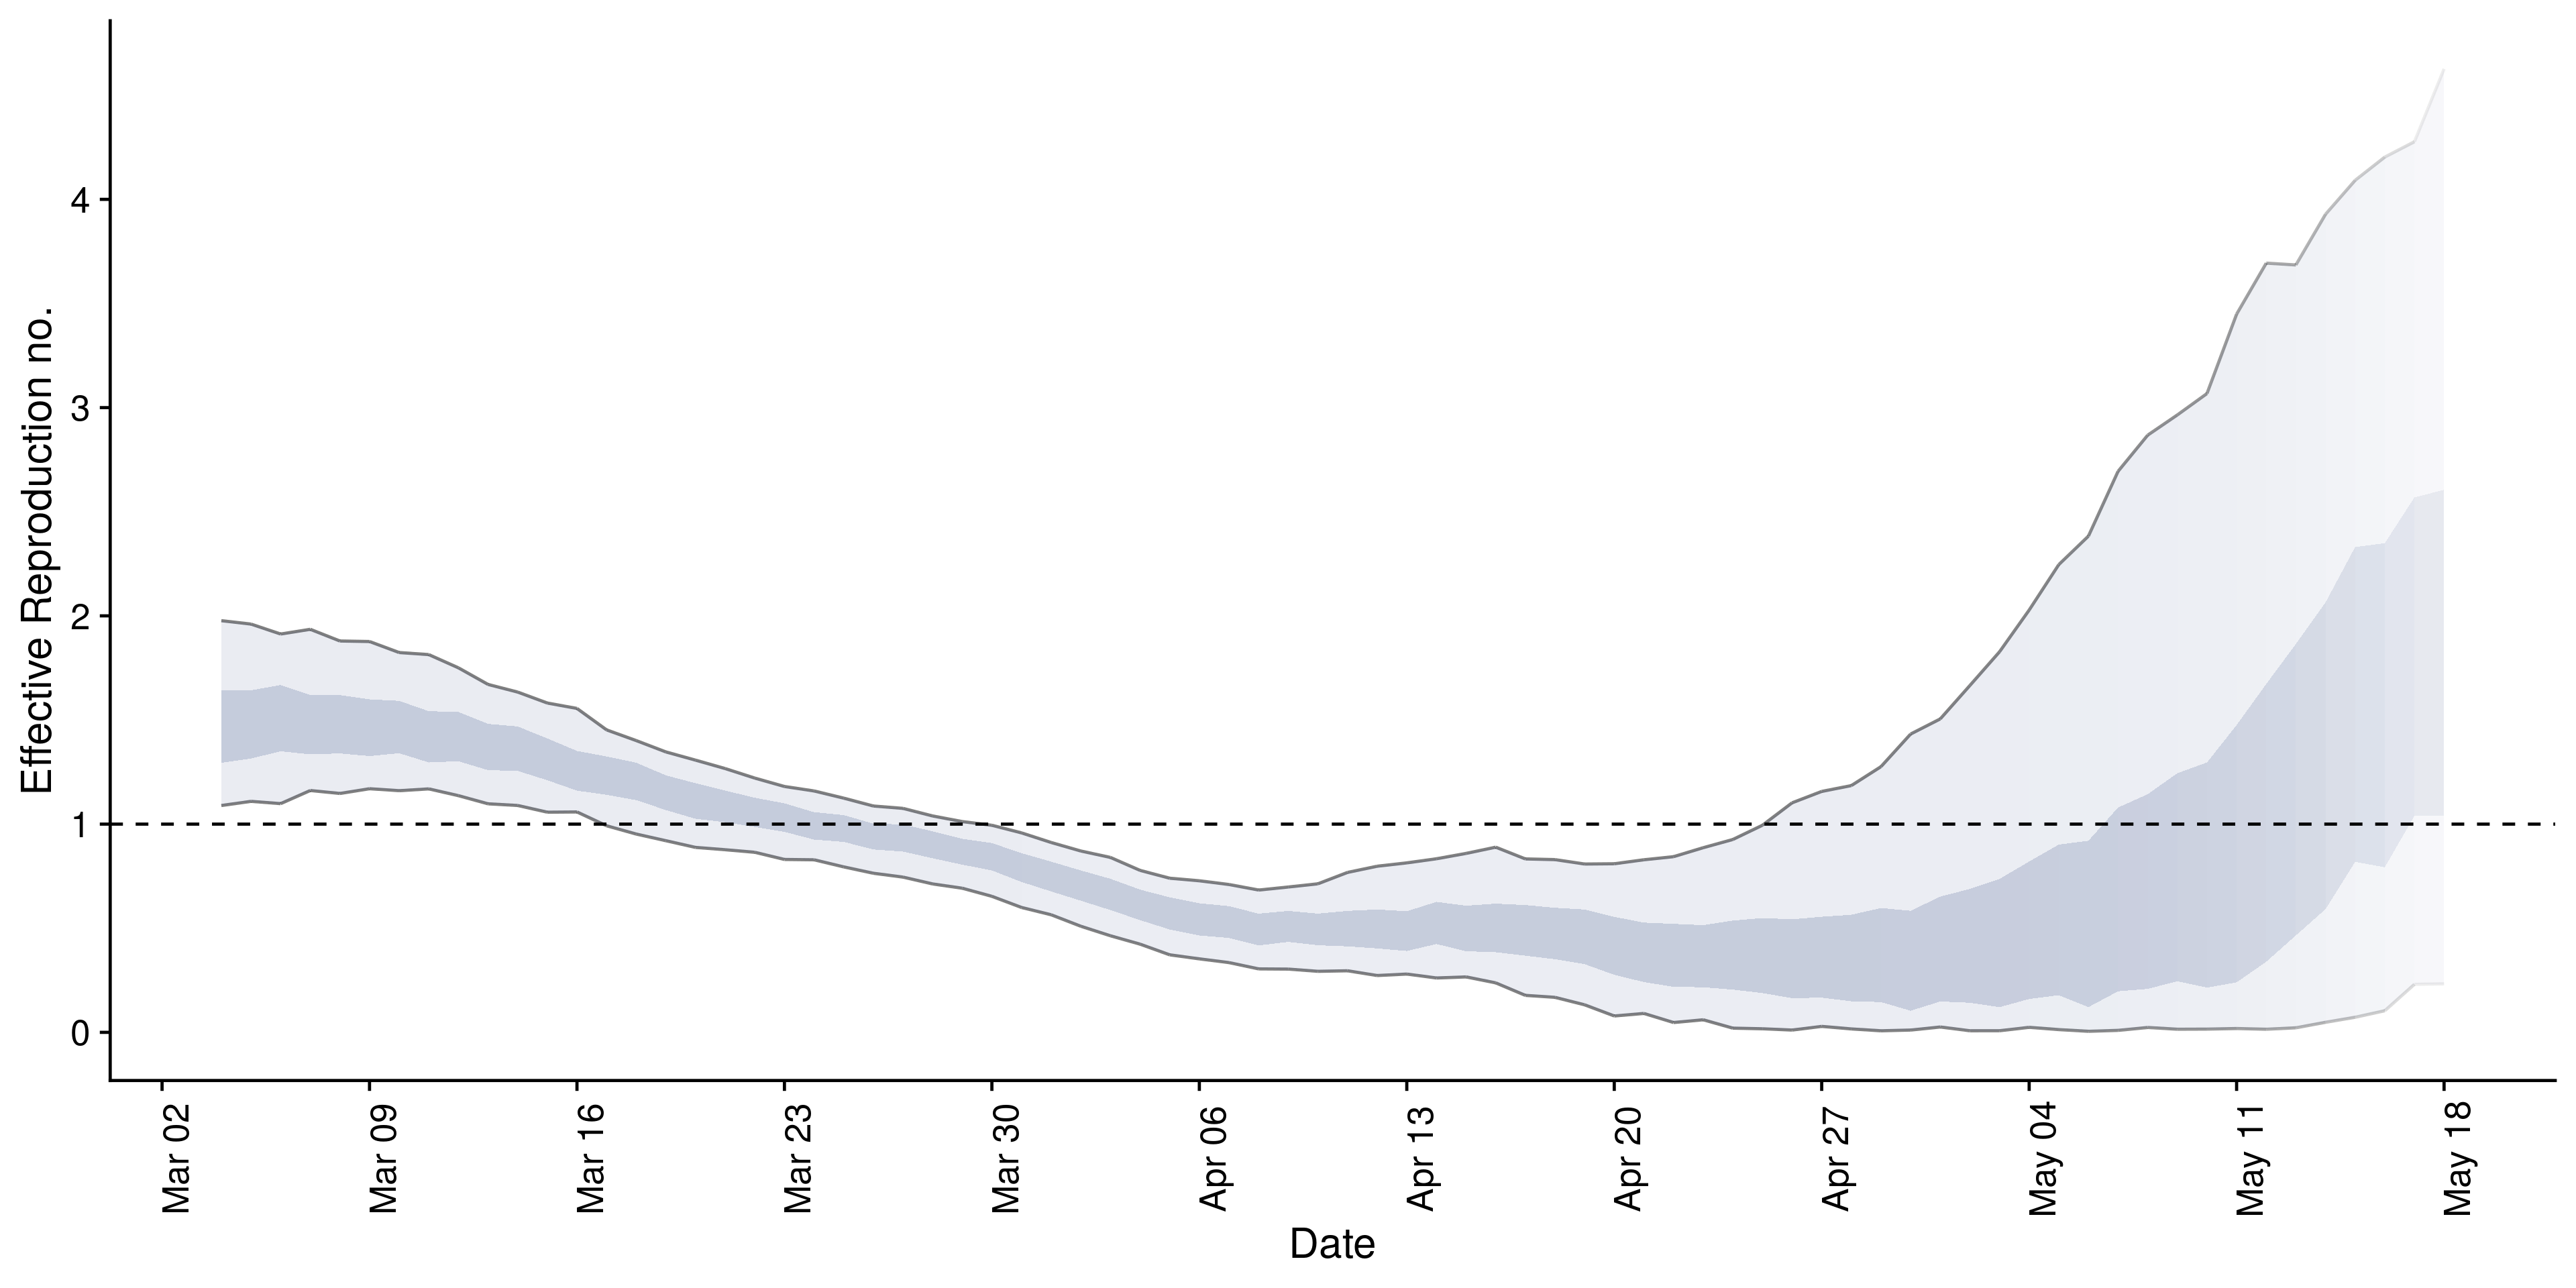 Effective Reproduction no.
4
3
2
1
0
Mar 02
Mar 09
Mar 16
Mar 23
Mar 30
Apr 06
Apr 13
Apr 20
Apr 27
May 04
May 11
May 18
Date